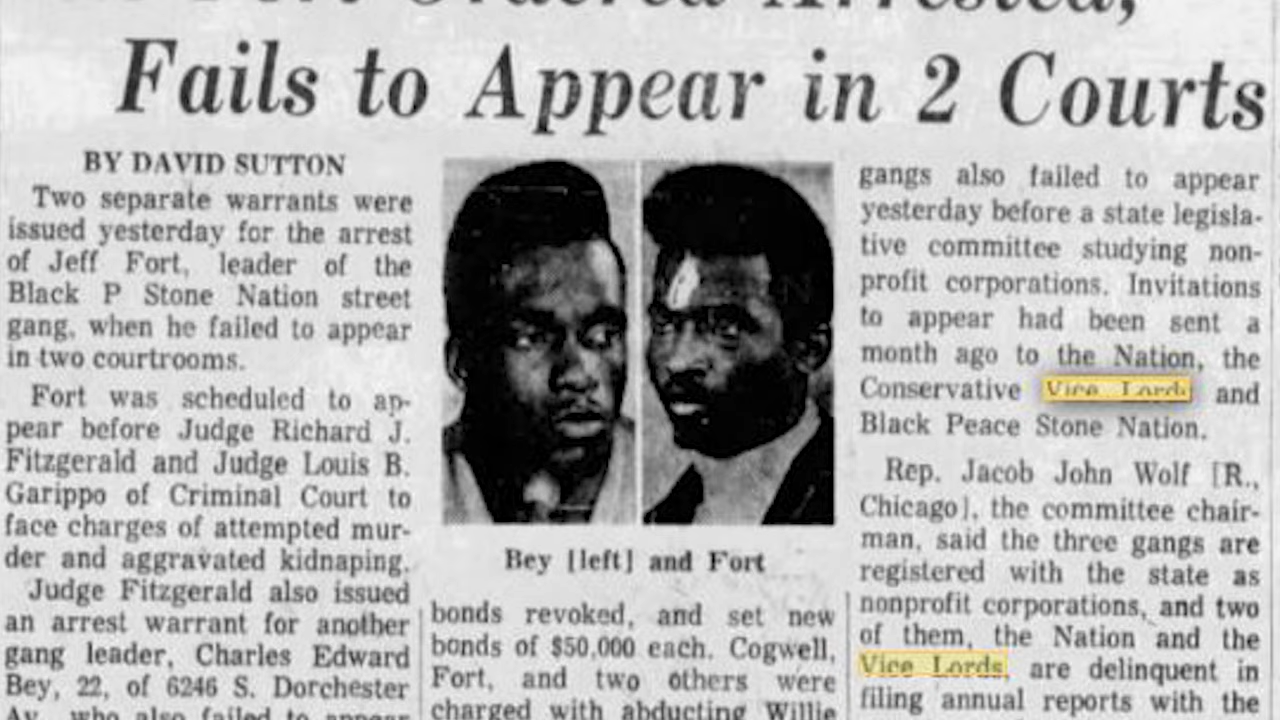 Fort Ordered Arrested,
Fails to Appear in 2 Courts
BY DAVID SUTTON
Two separate warrants were
issued yesterday for the arrest
of Jeff Fort, leader of the
Black P Stone Nation street
gang, when he failed to appear
in two courtrooms.
Fort was scheduled to ap-
pear before Judge Richard J.
Fitzgerald and Judge Louis B.
Garippo of Criminal Court to
face charges of attempted mur-
der and aggravated kidnaping.
Judge Fitzgerald also issued
an arrest warrant for another
gang leader, Charles Edward
Bey, 22, of 6246 S. Dorchester
Av., who also failed to appear
Bey [left] and Fort
bonds revoked, and set new
bonds of $50,000 each. Cogwell,
Fort, and two others were
charged with abducting Willie
gangs also failed to appear
yesterday before a state legisla-
tive committee studying non-
profit corporations. Invitations
to appear had been sent a
month ago to the Nation, the
Conservative Vice Lords and
Black Peace Stone Nation.
Rep. Jacob John Wolf [R.,
Chicago], the committee chair-
man, said the three gangs are
registered with the state as
nonprofit corporations, and two
of them, the Nation and the
Vice Lords, are delinquent in
filing annual reports with the